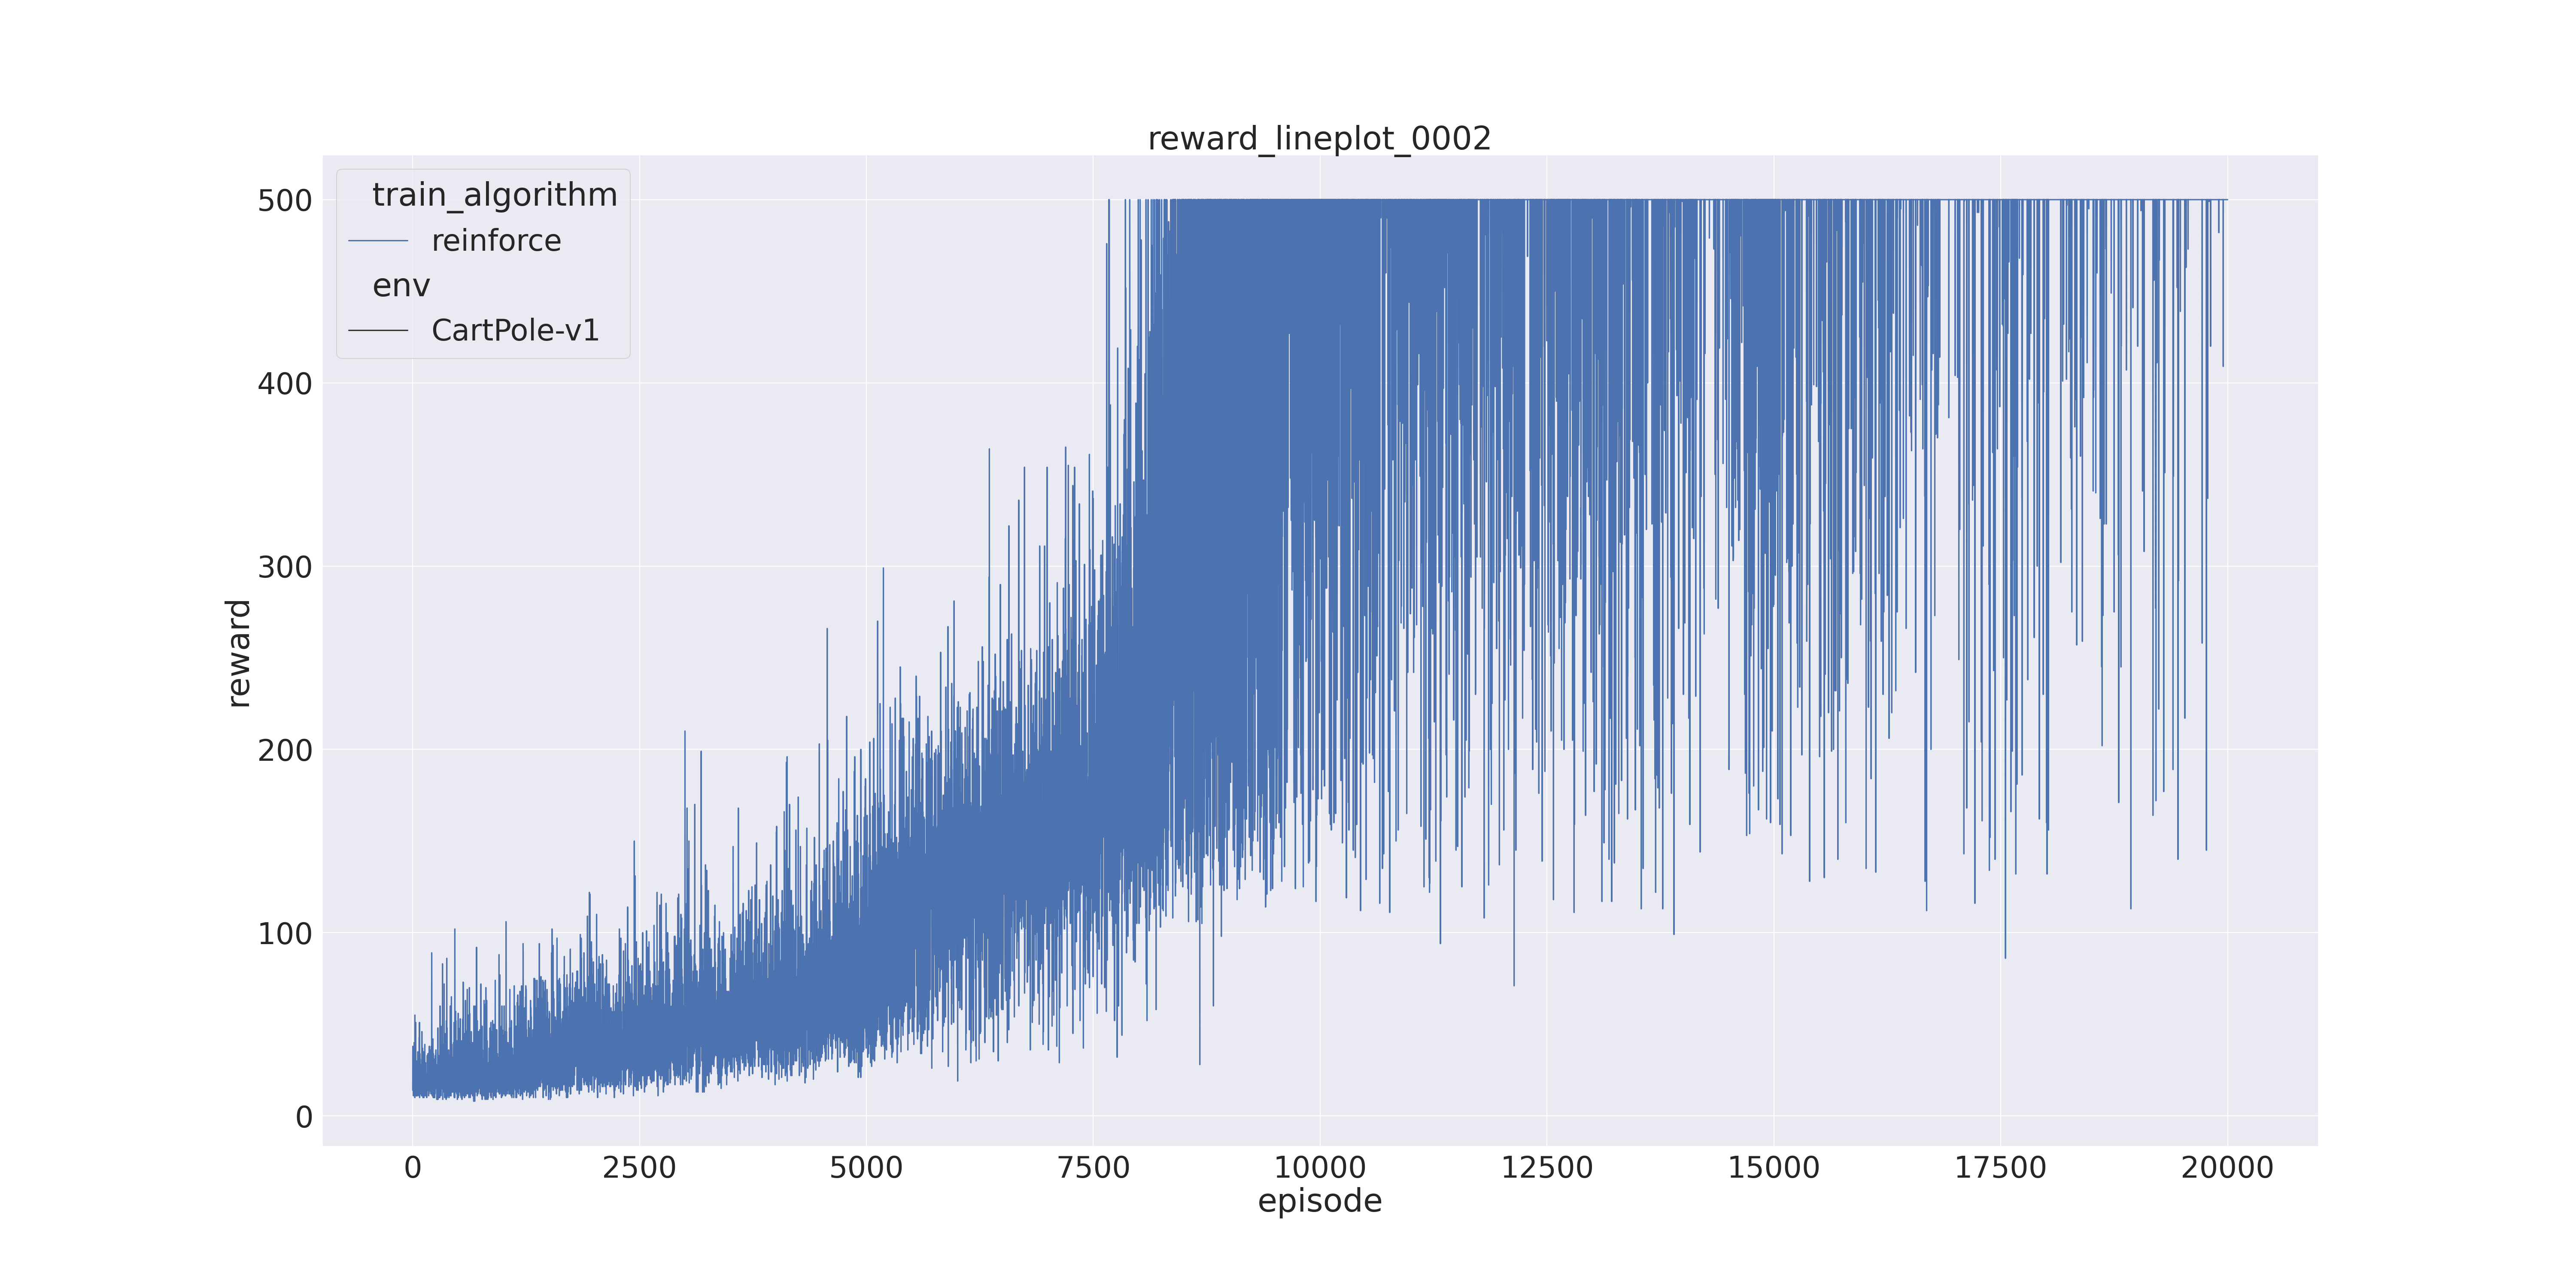 reward_lineplot_0002
train_algorithm
reinforce
env
CartPole-v1
500
400
300
200
100
0
reward
0 2500 5000 7500 10000 12500 15000 17500 20000
episode